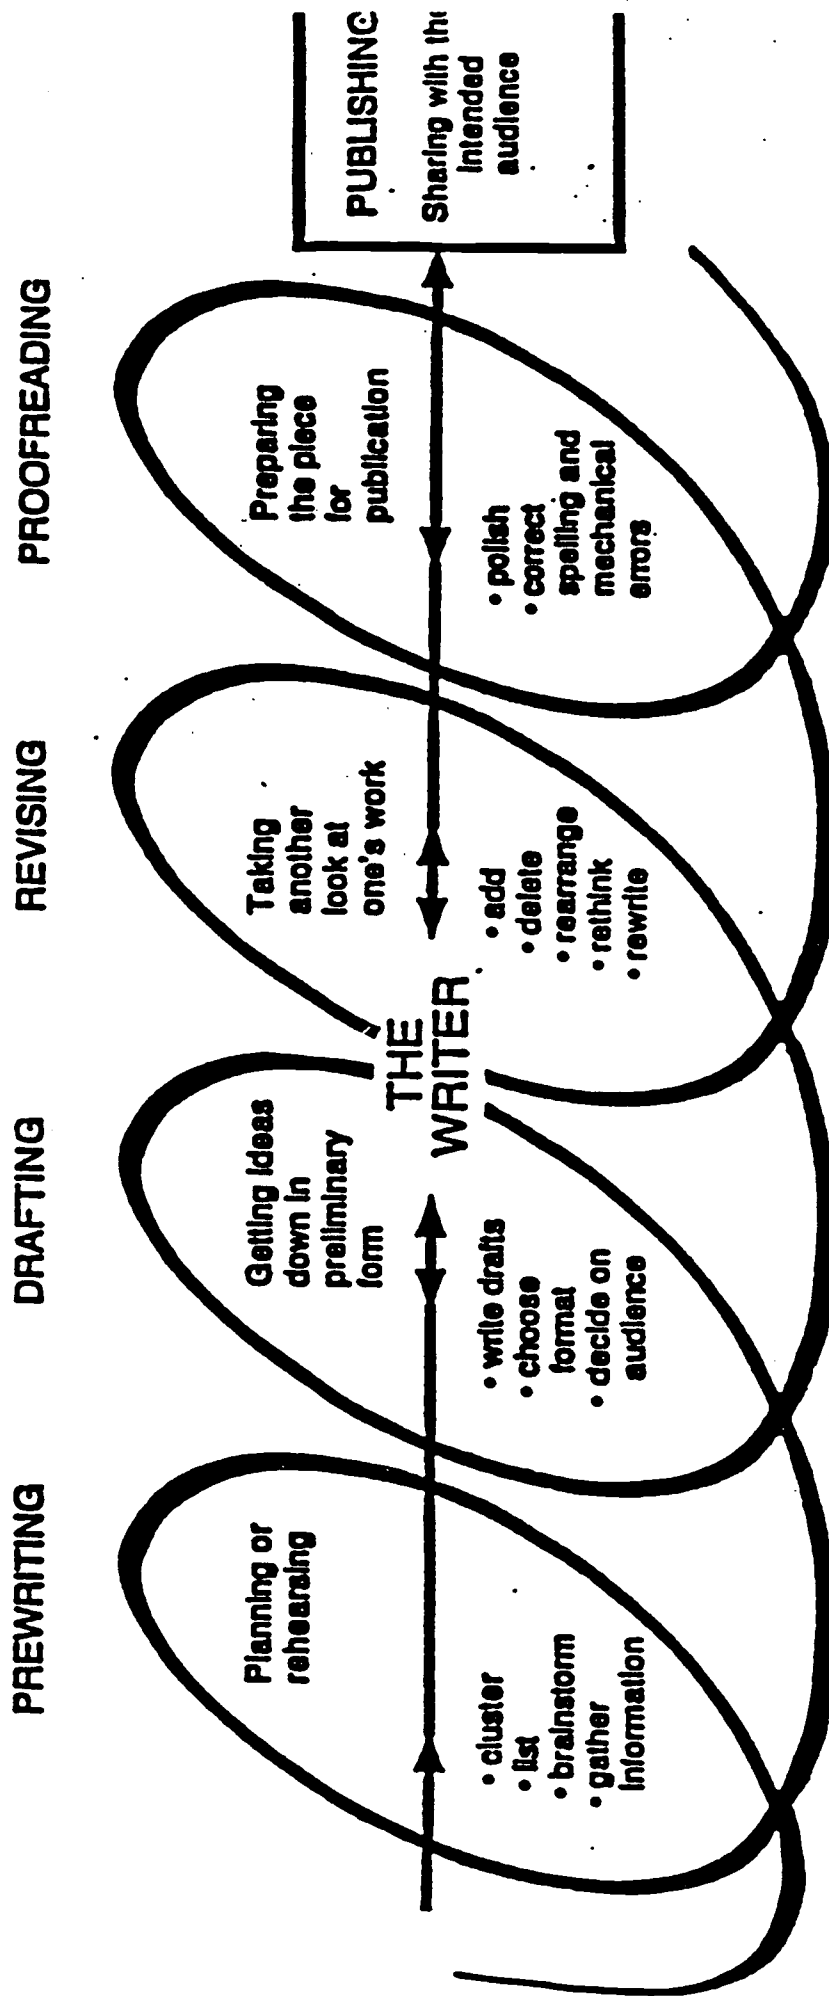 PREWRITING
Planning or
rehearsing
• cluster
• list
• brainstorm
• gather
information
DRAFTING
Getting ideas
down in
preliminary
form
• write drafts
• choose
format
• decide on
audience
THE
WRITER
REVISING
Taking
another
look at
one's work
• add
• delete
• rearrange
• rethink
• rewrite
PROOFREADING
Preparing
the piece
for
publication
• polish
• correct
spelling and
mechanical
errors
PUBLISHING
Sharing with the
intended
audience